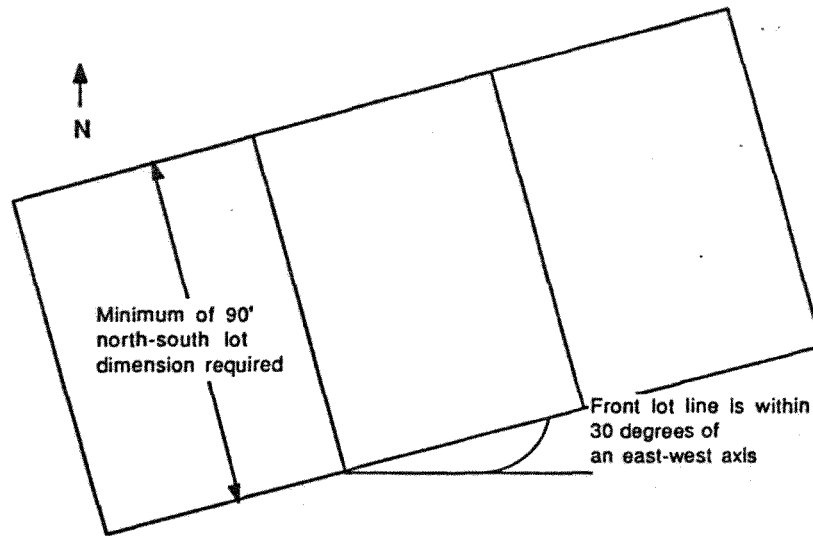 N
Minimum of 90'
north-south lot
dimension required
Front lot line is within
30 degrees of
an east-west axis